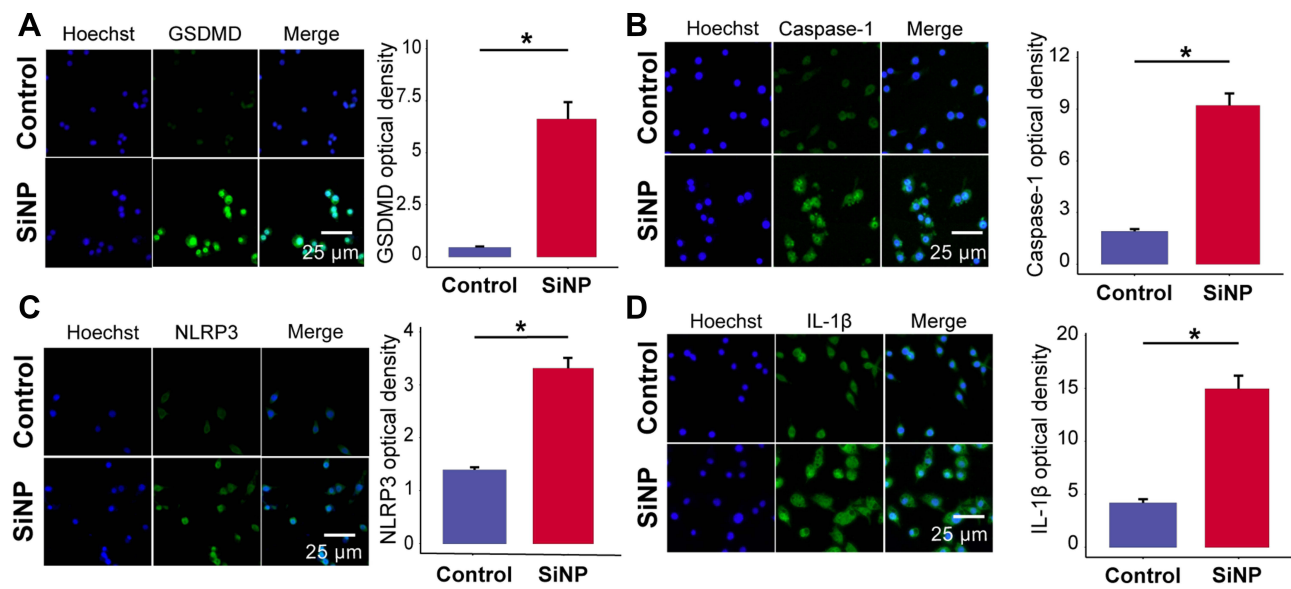 A
Hoechst GSDMD Merge
Control
SiNP
25 μm
GSDMD optical density
10
7.5
5
2.5
0
*
Control SiNP
B
Hoechst Caspase-1 Merge
Control
SiNP
25 μm
Caspase-1 optical density
12
9
6
3
0
*
Control SiNP
C
Hoechst NLRP3 Merge
Control
SiNP
25 μm
NLRP3 optical density
4
3
2
1
0
*
Control SiNP
D
Hoechst IL-1β Merge
Control
SiNP
25 μm
IL-1β optical density
20
15
10
5
0
*
Control SiNP